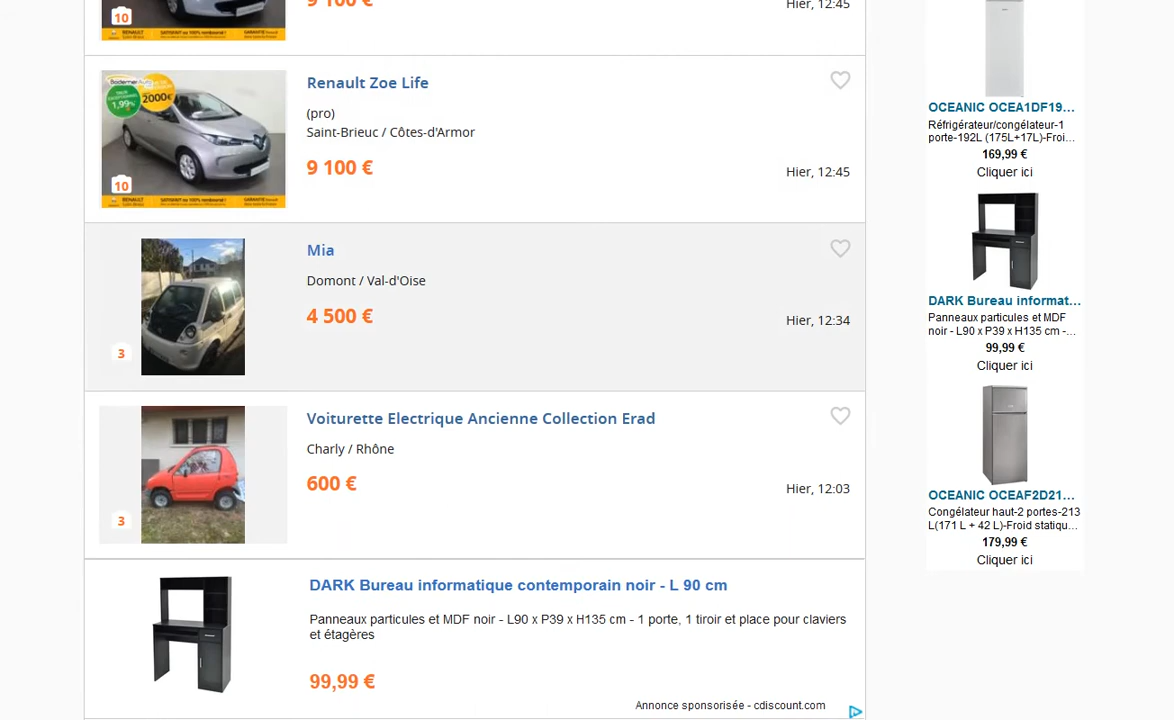 9 100 €
Hier, 12:45
10
Renault Zoe Life
(pro)
Saint-Brieuc / Côtes-d'Armor
9 100 €
Hier, 12:45
1,99%
2000€
10
Mia
Domont / Val-d'Oise
4 500 €
Hier, 12:34
3
Voiturette Electrique Ancienne Collection Erad
Charly / Rhône
600 €
Hier, 12:03
3
DARK Bureau informatique contemporain noir - L 90 cm
Panneaux particules et MDF noir - L90 x P39 x H135 cm - 1 porte, 1 tiroir et place pour claviers
et étagères
99,99 €
Annonce sponsorisée - cdiscount.com
OCEANIC OCEA1DF19...
Réfrigérateur/congélateur-1
porte-192L (175L+17L)-Froi...
169,99 €
Cliquer ici
DARK Bureau informat...
Panneaux particules et MDF
noir - L90 x P39 x H135 cm -...
99,99 €
Cliquer ici
OCEANIC OCEAF2D21...
Congélateur haut-2 portes-213
L(171 L + 42 L)-Froid statiqu...
179,99 €
Cliquer ici